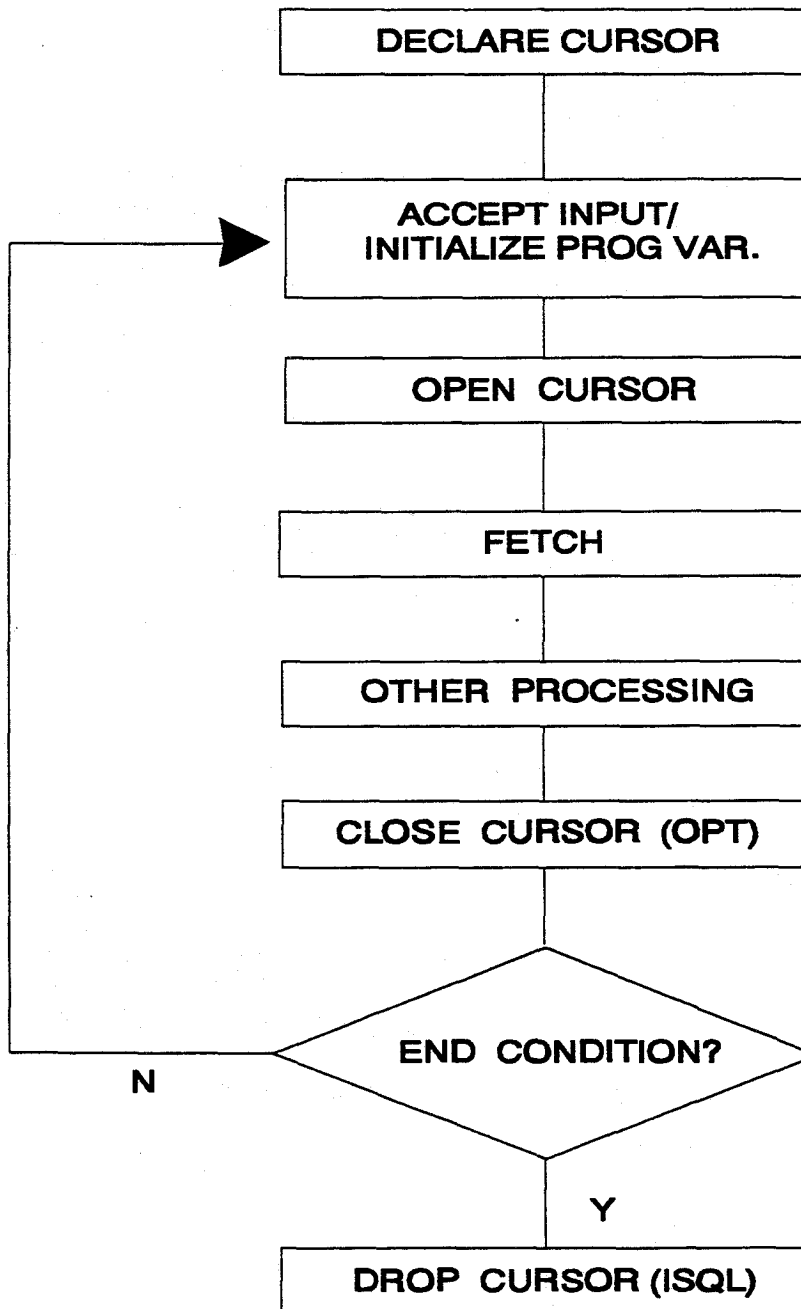 DECLARE CURSOR
ACCEPT INPUT/
INITIALIZE PROG VAR.
OPEN CURSOR
FETCH
OTHER PROCESSING
CLOSE CURSOR (OPT)
END CONDITION?
N
Y
DROP CURSOR (ISQL)